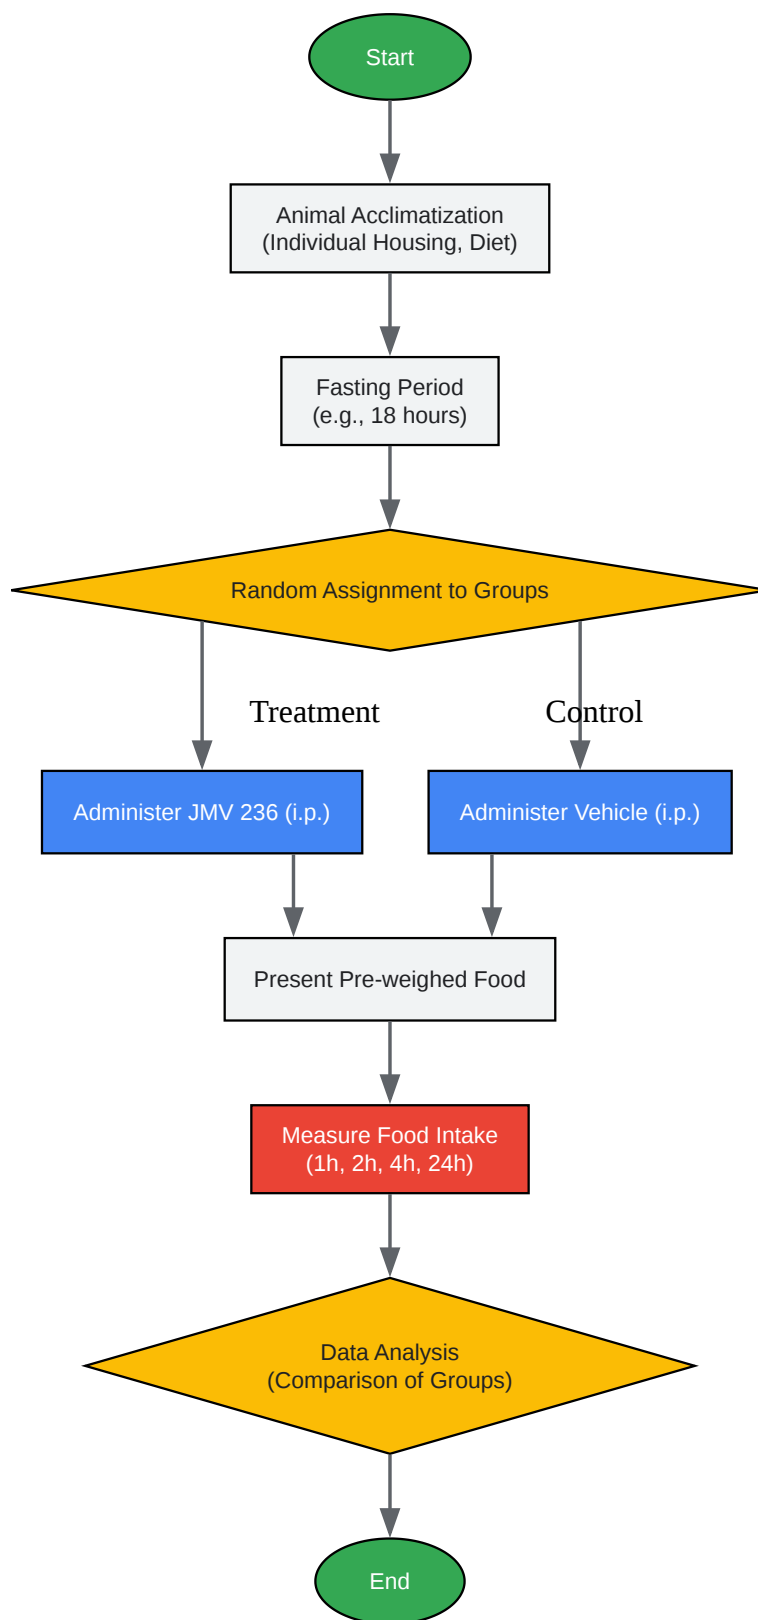 Start
Animal Acclimatization
(Individual Housing, Diet)
Fasting Period
(e.g., 18 hours)
Random Assignment to Groups
Treatment
Control
Administer JMV 236 (i.p.)
Administer Vehicle (i.p.)
Present Pre-weighed Food
Measure Food Intake
(1h, 2h, 4h, 24h)
Data Analysis
(Comparison of Groups)
End